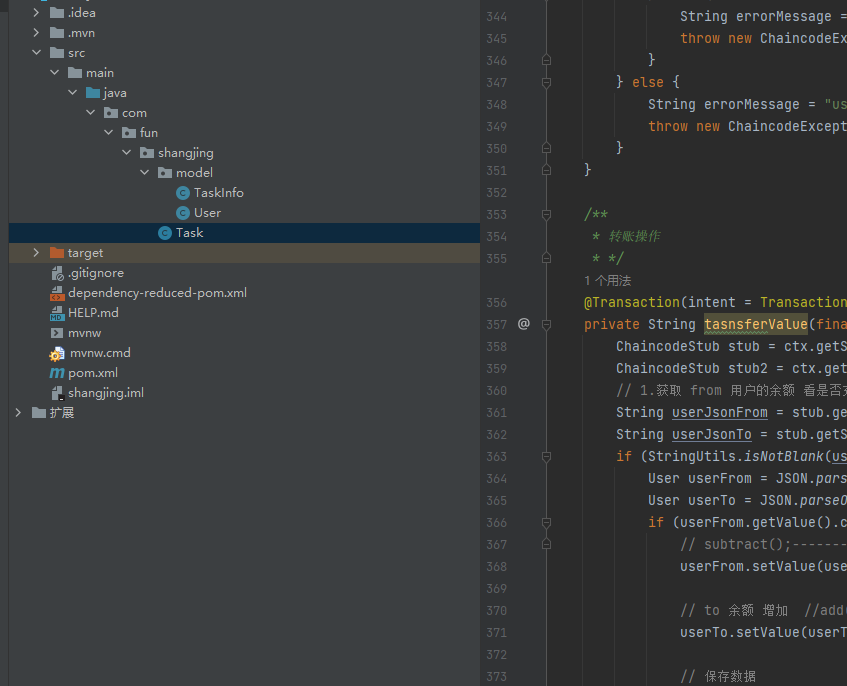 .idea
.mvn
src
main
java
com
fun
shangjing
model
TaskInfo
User
Task
target
.gitignore
dependency-reduced-pom.xml
HELP.md
mvnw
mvnw.cmd
pom.xml
shangjing.iml
扩展
344 String errorMessage =
345 throw new ChaincodeEx
346 }
347 } else {
348 String errorMessage = "us
349 throw new ChaincodeExcept
350 }
351 }
352
353 /**
354 * 转账操作
355 * */
1 个用法
356 @Transaction(intent = Transaction
357 @ private String tasnsferValue(fina
358 ChaincodeStub stub = ctx.getS
359 ChaincodeStub stub2 = ctx.get
360 // 1.获取 from 用户的余额 看是否
361 String userJsonFrom = stub.ge
362 String userJsonTo = stub.getS
363 if (StringUtils.isNotBlank(us
364 User userFrom = JSON.pars
365 User userTo = JSON.parseO
366 if (userFrom.getValue().c
367 // subtract();-------
368 userFrom.setValue(use
369
370 // to 余额 增加 //add
371 userTo.setValue(userT
372
373 // 保存数据